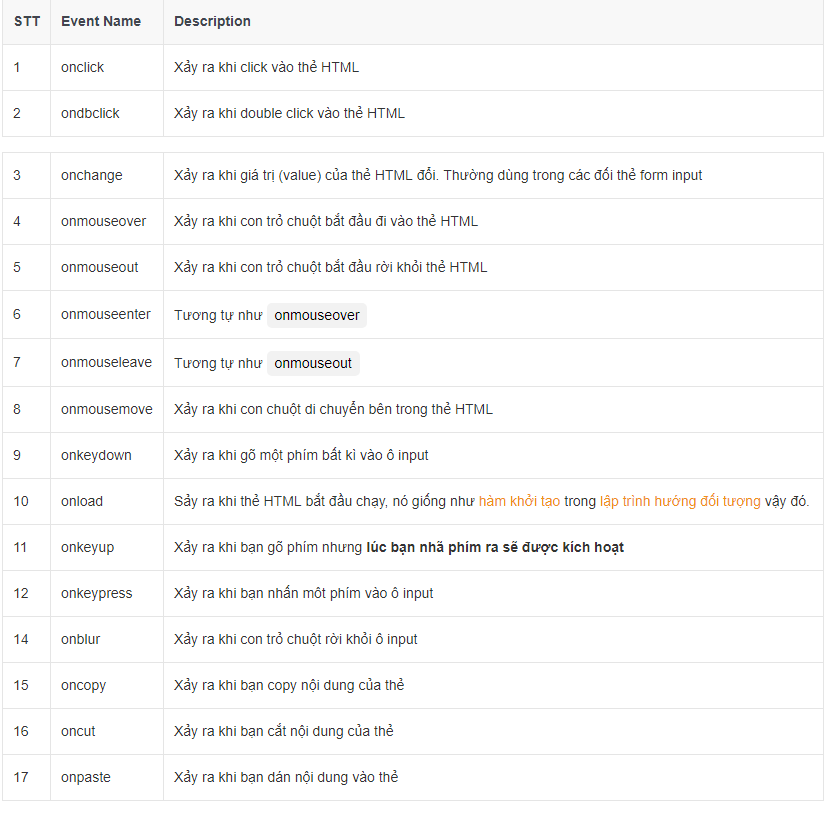 STT Event Name Description
1 onclick Xảy ra khi click vào thẻ HTML
2 ondbclick Xảy ra khi double click vào thẻ HTML
3 onchange Xảy ra khi giá trị (value) của thẻ HTML đổi. Thường dùng trong các đối thẻ form input
4 onmouseover Xảy ra khi con trỏ chuột bắt đầu đi vào thẻ HTML
5 onmouseout Xảy ra khi con trỏ chuột bắt đầu rời khỏi thẻ HTML
6 onmouseenter Tương tự như onmouseover
7 onmouseleave Tương tự như onmouseout
8 onmousemove Xảy ra khi con chuột di chuyển bên trong thẻ HTML
9 onkeydown Xảy ra khi gõ một phím bất kì vào ô input
10 onload Sảy ra khi thẻ HTML bắt đầu chạy, nó giống như hàm khởi tạo trong lập trình hướng đối tượng vậy đó.
11 onkeyup Xảy ra khi bạn gõ phím nhưng lúc bạn nhã phím ra sẽ được kích hoạt
12 onkeypress Xảy ra khi bạn nhấn môt phím vào ô input
14 onblur Xảy ra khi con trỏ chuột rời khỏi ô input
15 oncopy Xảy ra khi bạn copy nội dung của thẻ
16 oncut Xảy ra khi bạn cắt nội dung của thẻ
17 onpaste Xảy ra khi bạn dán nội dung vào thẻ